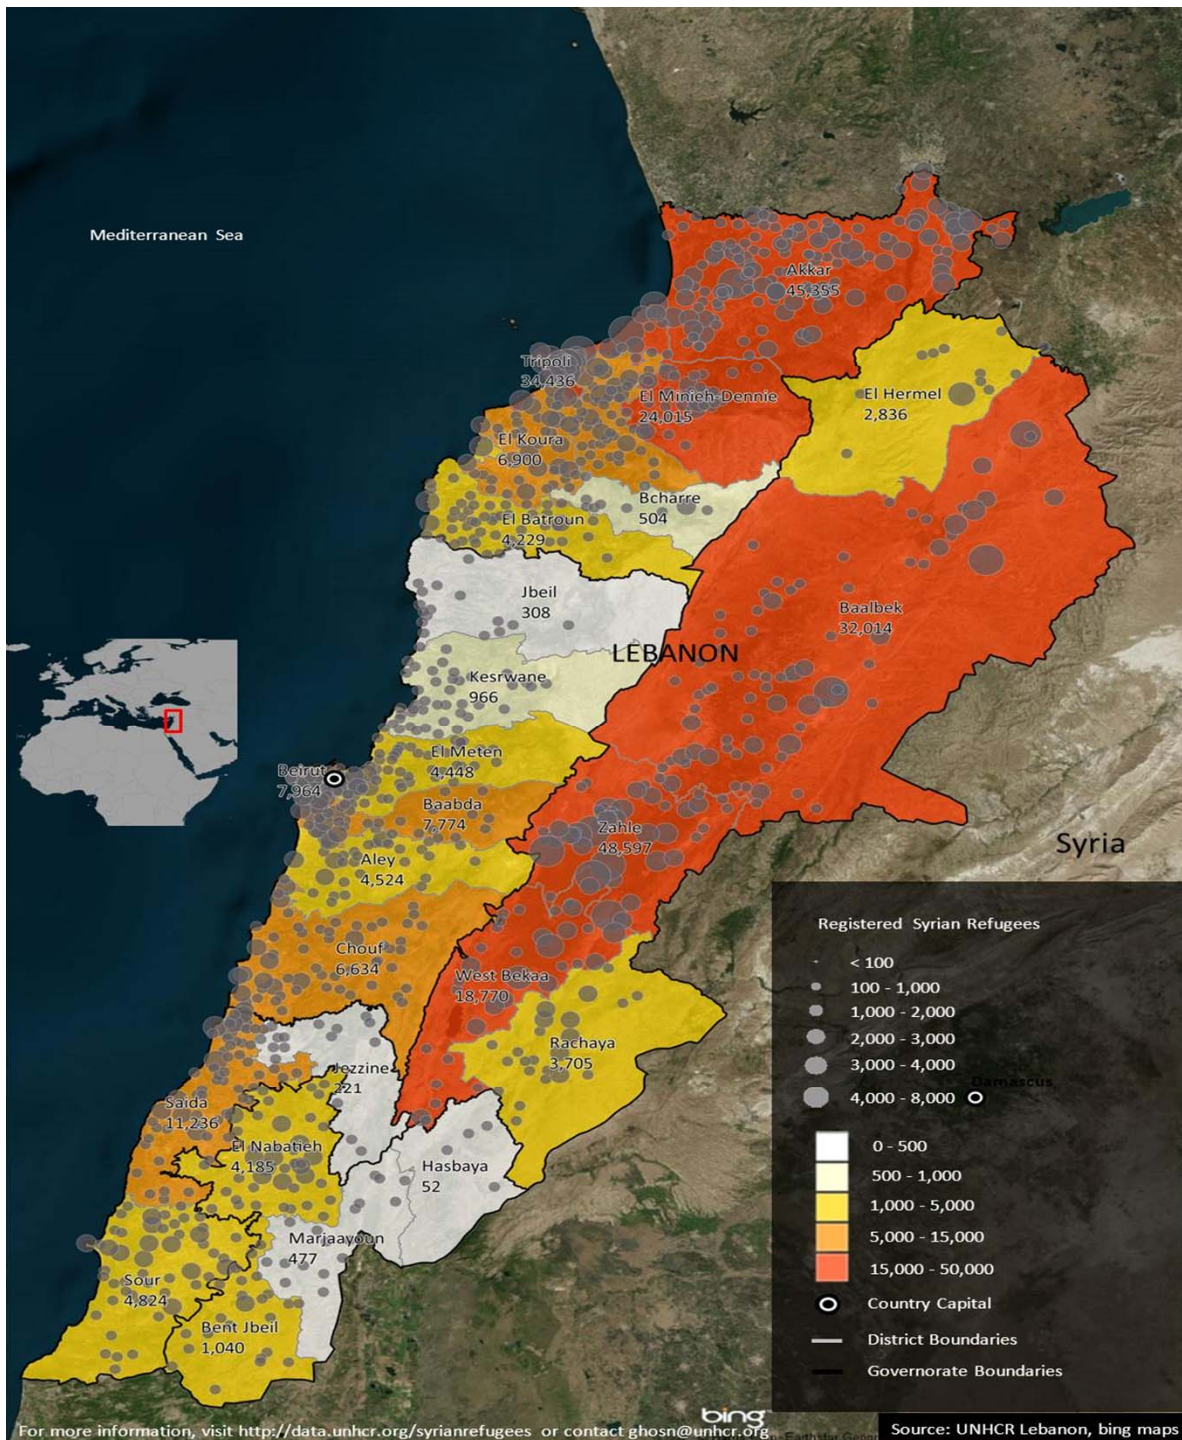 Mediterranean Sea
Akkar
45,355
Tripoli
34,436
El Minieh-Dennie
24,015
El Hermel
2,836
El Koura
6,900
Bcharre
504
El Batroun
4,229
Jbeil
308
Baalbek
32,014
LEBANON
Kesrwane
966
El Meten
4,448
Beirut
7,964
Baabda
7,774
Zahle
48,597
Syria
Aley
4,524
Chouf
6,634
West Bekaa
18,770
Rachaya
3,705
Jezzine
221
Saida
11,236
El Nabatieh
4,185
Hasbaya
52
Marjaayoun
477
Sour
4,824
Bent Jbeil
1,040
Registered Syrian Refugees
< 100
100 - 1,000
1,000 - 2,000
2,000 - 3,000
3,000 - 4,000
4,000 - 8,000
Damascus
0 - 500
500 - 1,000
1,000 - 5,000
5,000 - 15,000
15,000 - 50,000
Country Capital
District Boundaries
Governorate Boundaries
bing
For more information, visit http://data.unhcr.org/syrianrefugees or contact ghosn@unhcr.org
Source: UNHCR Lebanon, bing maps